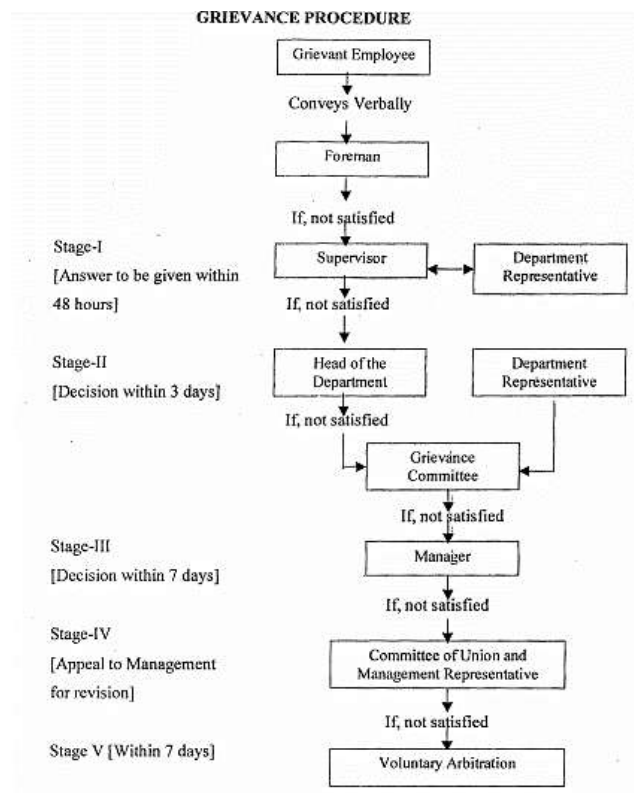 GRIEVANCE PROCEDURE
Grievant Employee
Conveys Verbally
Foreman
If, not satisfied
Stage-I
[Answer to be given within
48 hours]
Supervisor
Department
Representative
If, not satisfied
Stage-II
[Decision within 3 days]
Head of the
Department
Department
Representative
If, not satisfied
Grievance
Committee
If, not satisfied
Stage-III
[Decision within 7 days]
Manager
If, not satisfied
Stage-IV
[Appeal to Management
for revision]
Committee of Union and
Management Representative
If, not satisfied
Stage V [Within 7 days]
Voluntary Arbitration